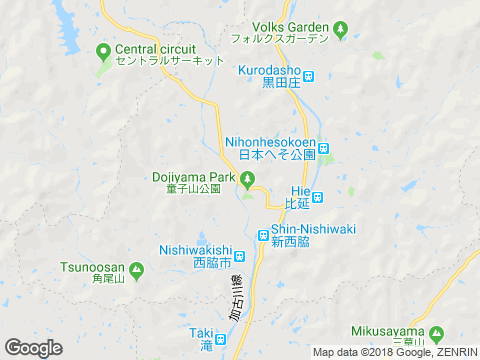 Volks Garden
フォルクスガーデン
Central circuit
セントラルサーキット
Kurodasho
黒田庄
Nihonhesokoen
日本へそ公園
Dojiyama Park
童子山公園
Hie
比延
Shin-Nishiwaki
新西脇
Nishiwakishi
西脇市
Tsunoosan
角尾山
加古川線
Taki
滝
Mikusayama
三草山
Google
Map data ©2018 Google, ZENRIN